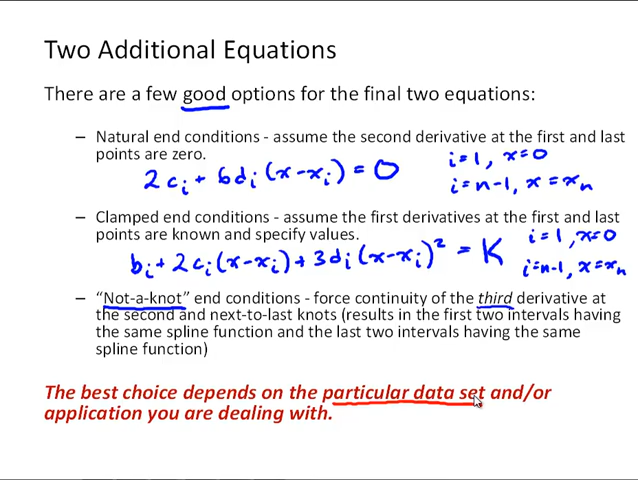 Two Additional Equations
There are a few good options for the final two equations:
– Natural end conditions - assume the second derivative at the first and last
points are zero.
2cᵢ + 6dᵢ(x-xᵢ) = 0
i=1, x=0
i=n-1, x=xₙ
– Clamped end conditions - assume the first derivatives at the first and last
points are known and specify values.
bᵢ + 2cᵢ(x-xᵢ) + 3dᵢ(x-xᵢ)² = K
i=1, x=0
i=n-1, x=xₙ
– “Not-a-knot” end conditions - force continuity of the third derivative at
the second and next-to-last knots (results in the first two intervals having
the same spline function and the last two intervals having the same
spline function)
The best choice depends on the particular data set and/or
application you are dealing with.